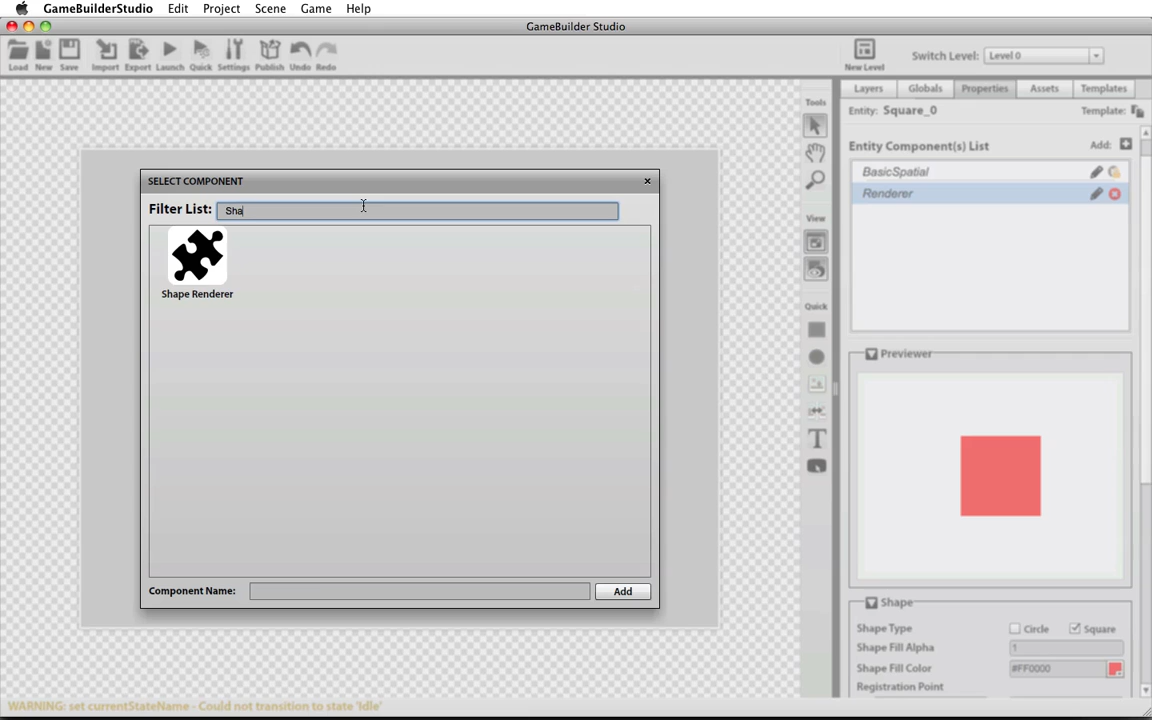 GameBuilderStudio Edit Project Scene Game Help
GameBuilder Studio
Load New Save Import Export Launch Quick Settings Publish Undo Redo
New Level
Switch Level: Level 0
Tools
Layers Globals Properties Assets Templates
Entity: Square_0 Template:
Entity Component(s) List Add:
BasicSpatial
Renderer
SELECT COMPONENT
Filter List: Sha
Shape Renderer
View
Quick
T
Previewer
Component Name: Add
Shape
Shape Type Circle Square
Shape Fill Alpha 1
Shape Fill Color #FF0000
Registration Point
WARNING: set currentStateName - Could not transition to state 'Idle'